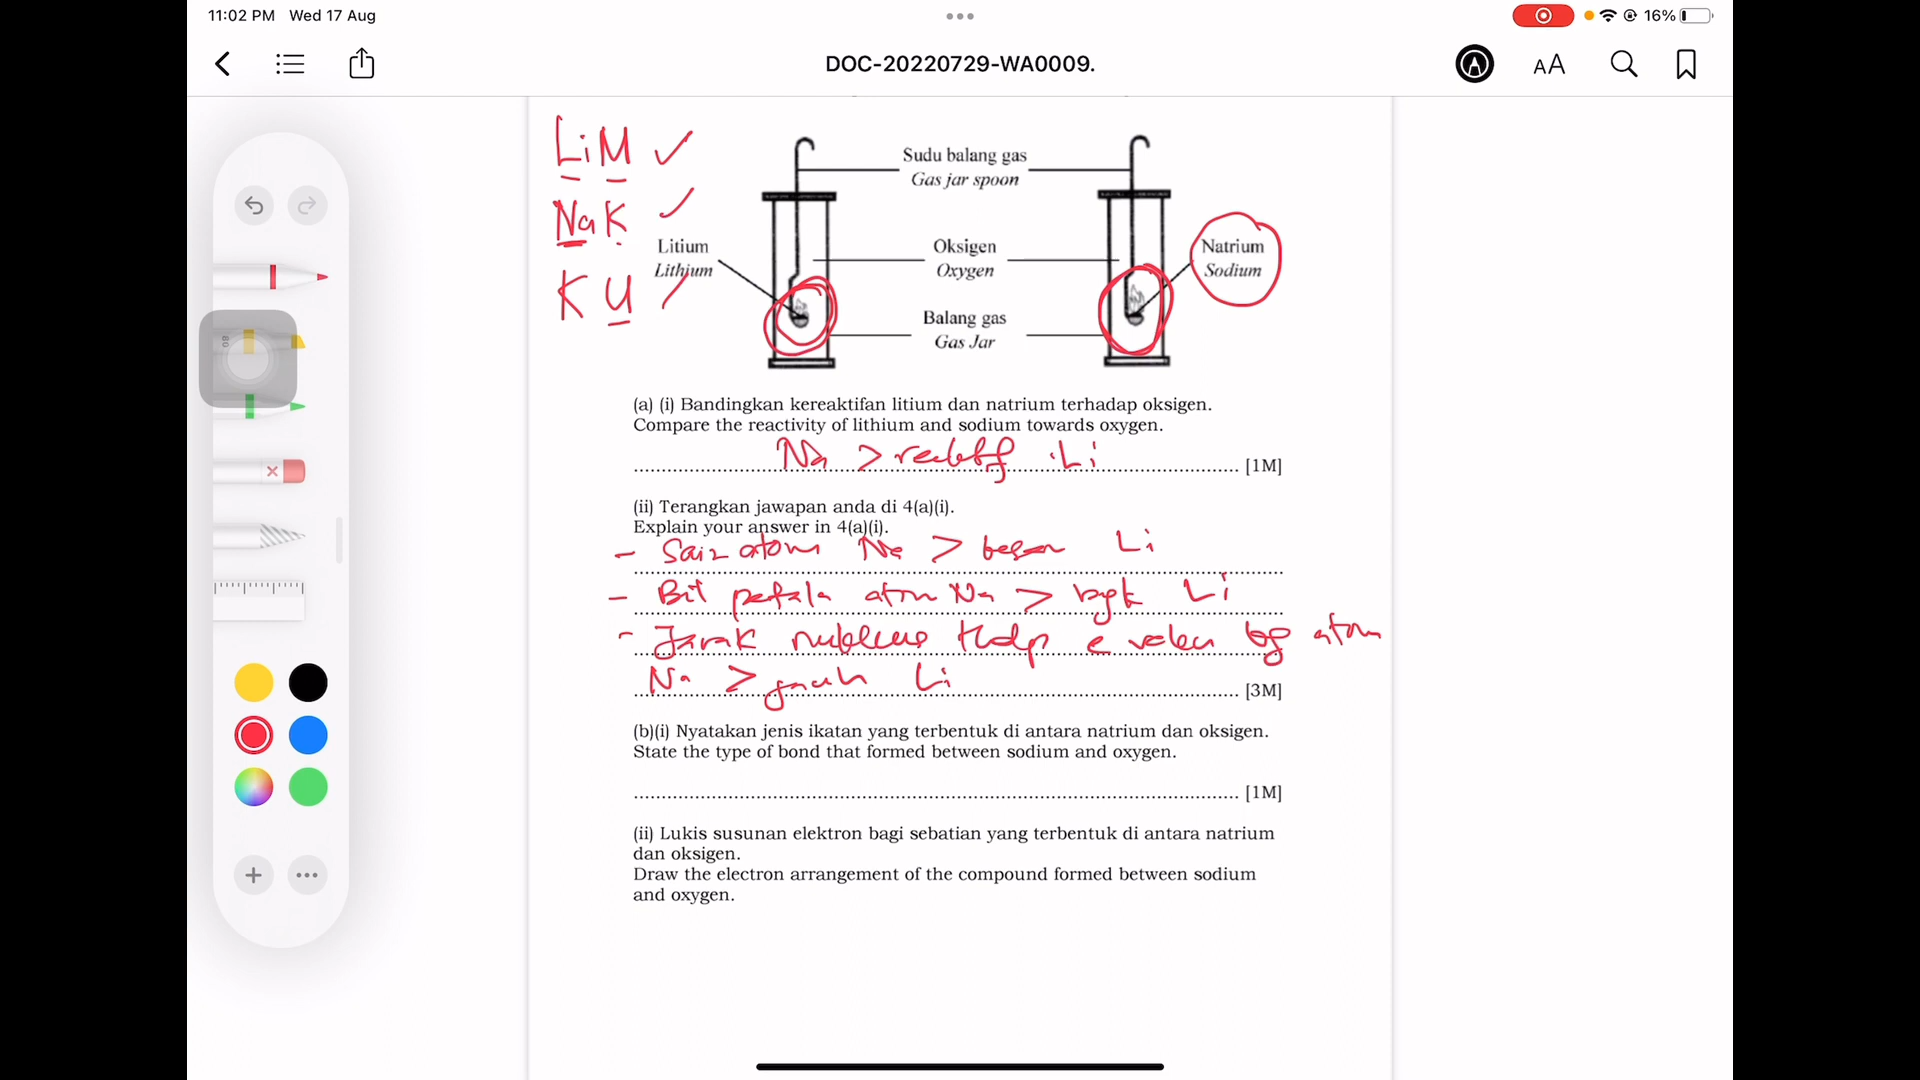 11:02 PM Wed 17 Aug
16%
DOC-20220729-WA0009.
AA
LiM ✓
NaK ✓
KU /
Sudu balang gas
Gas jar spoon
Litium
Lithium
Oksigen
Oxygen
Natrium
Sodium
Balang gas
Gas Jar
80
(a) (i) Bandingkan kereaktifan litium dan natrium terhadap oksigen.
Compare the reactivity of lithium and sodium towards oxygen.
Na > reaktif Li
[1M]
(ii) Terangkan jawapan anda di 4(a)(i).
Explain your answer in 4(a)(i).
- Saiz atom Na > besar Li
- Bil petala atom Na > byk Li
- Jarak nukleus thdp e valen bg atom
Na > jauh Li
[3M]
(b)(i) Nyatakan jenis ikatan yang terbentuk di antara natrium dan oksigen.
State the type of bond that formed between sodium and oxygen.
[1M]
(ii) Lukis susunan elektron bagi sebatian yang terbentuk di antara natrium
dan oksigen.
Draw the electron arrangement of the compound formed between sodium
and oxygen.